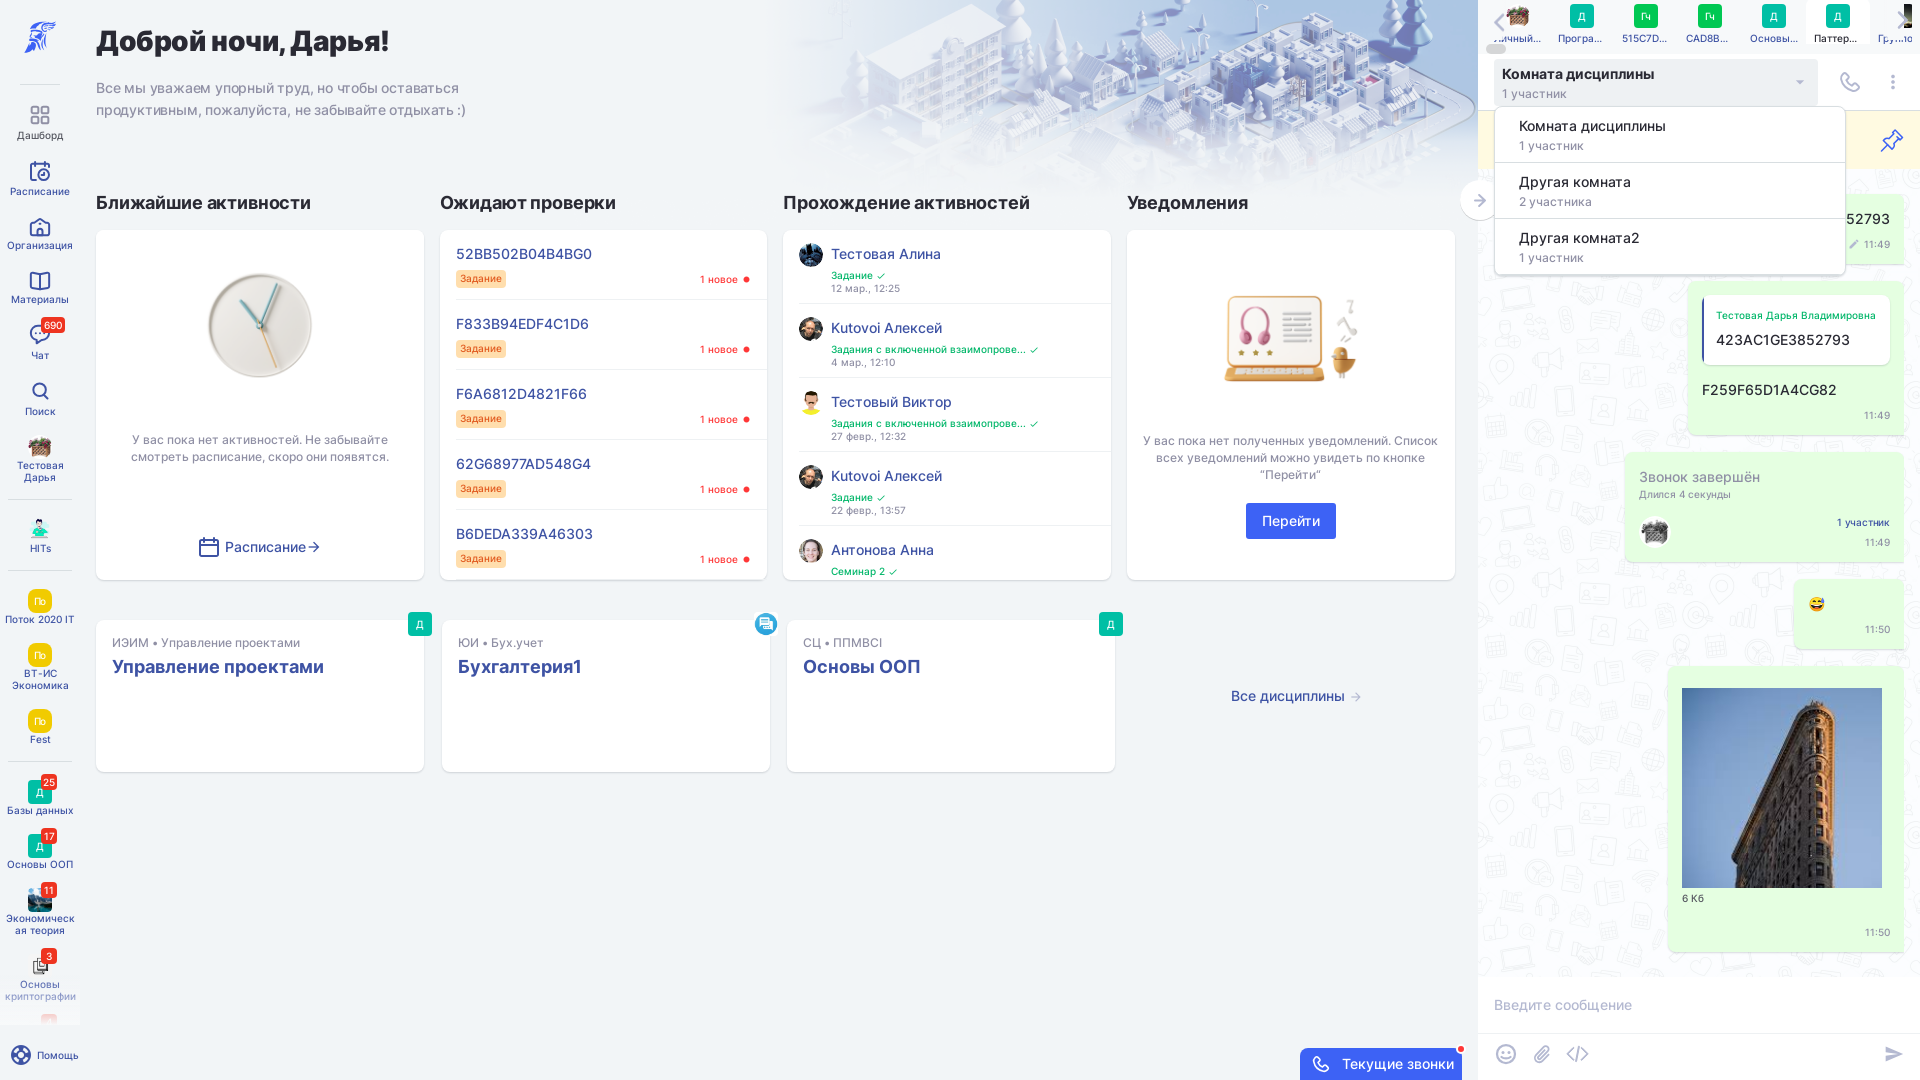 Дашборд
Расписание
Организация
Материалы
690
Чат
Поиск
Тестовая
Дарья
HITs
По
Поток 2020 IT
По
ВТ-ИС
Экономика
По
Fest
25
Д
Базы данных
17
Д
Основы ООП
11
Экономическ
ая теория
3
Основы
криптографии
Помощь
Доброй ночи, Дарья!
Все мы уважаем упорный труд, но чтобы оставаться
продуктивным, пожалуйста, не забывайте отдыхать :)
Ближайшие активности
У вас пока нет активностей. Не забывайте
смотреть расписание, скоро они появятся.
Расписание
Ожидают проверки
52BB502B04B4BG0
Задание
1 новое
F833B94EDF4C1D6
Задание
1 новое
F6A6812D4821F66
Задание
1 новое
62G68977AD548G4
Задание
1 новое
B6DEDA339A46303
Задание
1 новое
Прохождение активностей
Тестовая Алина
Задание
12 мар., 12:25
Kutovoi Алексей
Задания с включенной взаимопрове...
4 мар., 12:10
Тестовый Виктор
Задания с включенной взаимопрове...
27 февр., 12:32
Kutovoi Алексей
Задание
22 февр., 13:57
Антонова Анна
Семинар 2
Уведомления
У вас пока нет полученных уведомлений. Список
всех уведомлений можно увидеть по кнопке
“Перейти”
Перейти
Д
ИЭИМ • Управление проектами
Управление проектами
ЮИ • Бух.учет
Бухгалтерия1
Д
СЦ • ППМВСI
Основы ООП
Все дисциплины
Текущие звонки
Д
Гч
Гч
Д
Д
Програ...
515C7D...
CAD8B...
Основы...
Паттер...
Комната дисциплины
1 участник
Комната дисциплины
1 участник
Другая комната
2 участника
Другая комната2
1 участник
52793
11:49
Тестовая Дарья Владимировна
423AC1GE3852793
F259F65D1A4CG82
11:49
Звонок завершён
Длился 4 секунды
1 участник
11:49
11:50
6 Кб
11:50
Введите сообщение